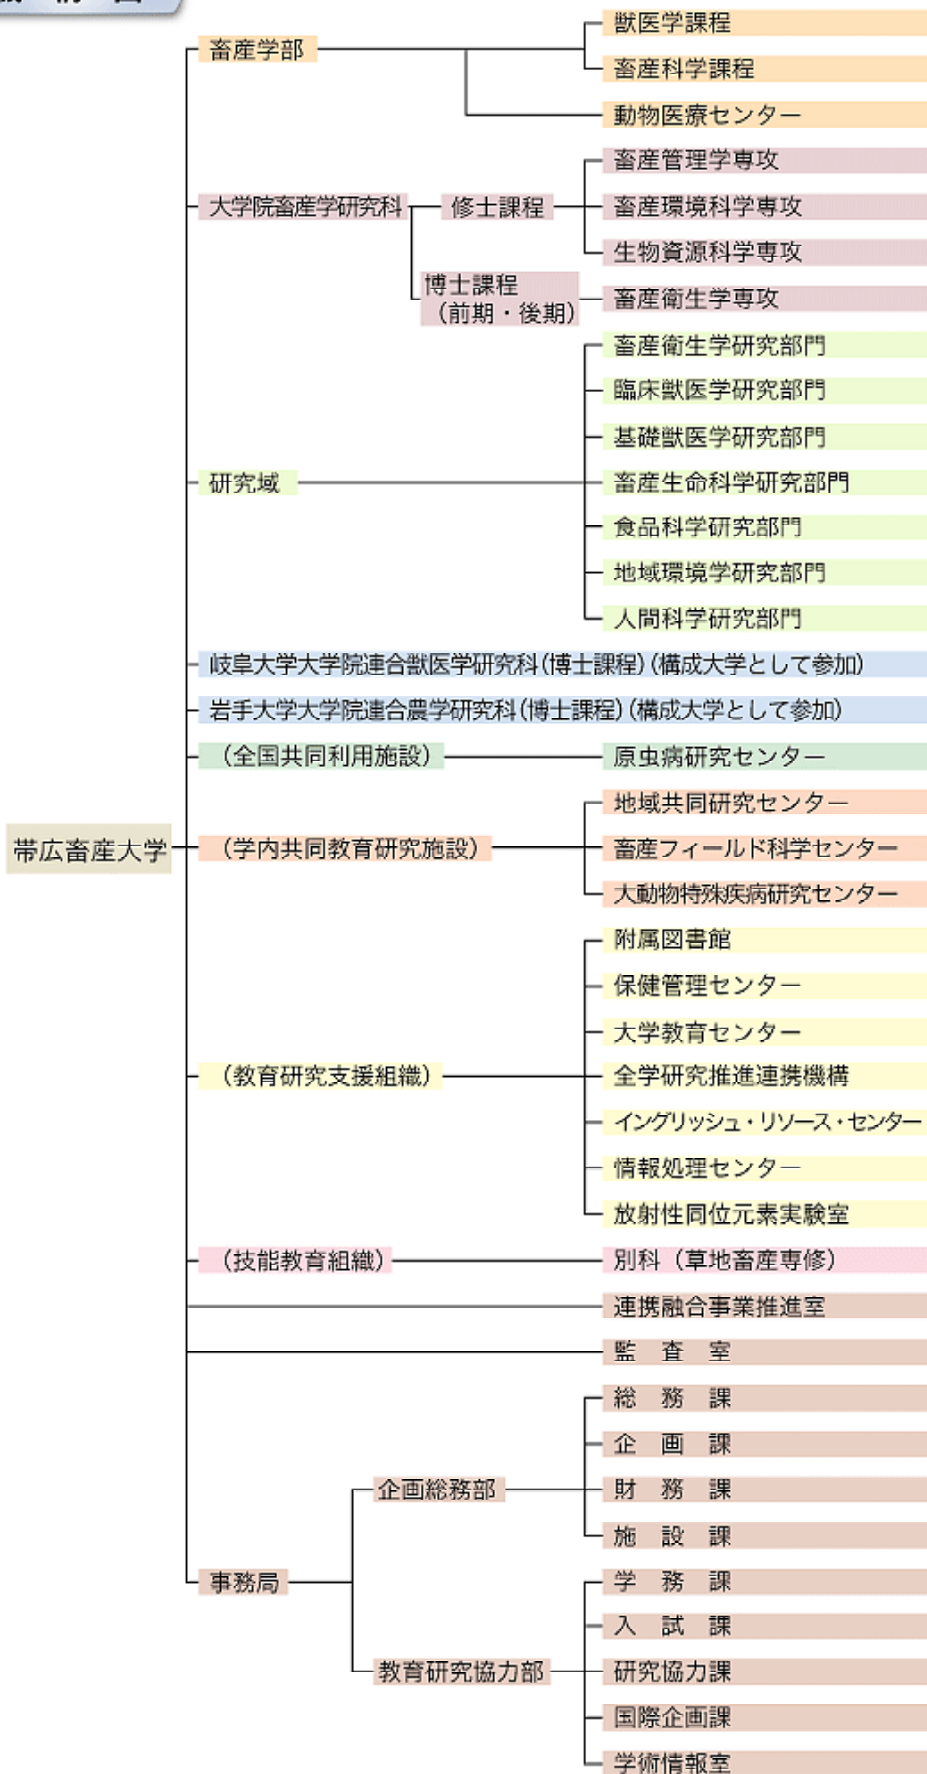 畜産学部
獣医学課程
畜産科学課程
動物医療センター
大学院畜産学研究科
修士課程
畜産管理学専攻
畜産環境科学専攻
生物資源科学専攻
博士課程
（前期・後期）
畜産衛生学専攻
研究域
畜産衛生学研究部門
臨床獣医学研究部門
基礎獣医学研究部門
畜産生命科学研究部門
食品科学研究部門
地域環境学研究部門
人間科学研究部門
岐阜大学大学院連合獣医学研究科（博士課程）（構成大学として参加）
岩手大学大学院連合農学研究科（博士課程）（構成大学として参加）
（全国共同利用施設）
原虫病研究センター
帯広畜産大学
（学内共同教育研究施設）
地域共同研究センター
畜産フィールド科学センター
大動物特殊疾病研究センター
（教育研究支援組織）
附属図書館
保健管理センター
大学教育センター
全学研究推進連携機構
イングリッシュ・リソース・センター
情報処理センター
放射性同位元素実験室
（技能教育組織）
別科（草地畜産専修）
連携融合事業推進室
監　査　室
事務局
企画総務部
総　務　課
企　画　課
財　務　課
施　設　課
教育研究協力部
学　務　課
入　試　課
研究協力課
国際企画課
学術情報室